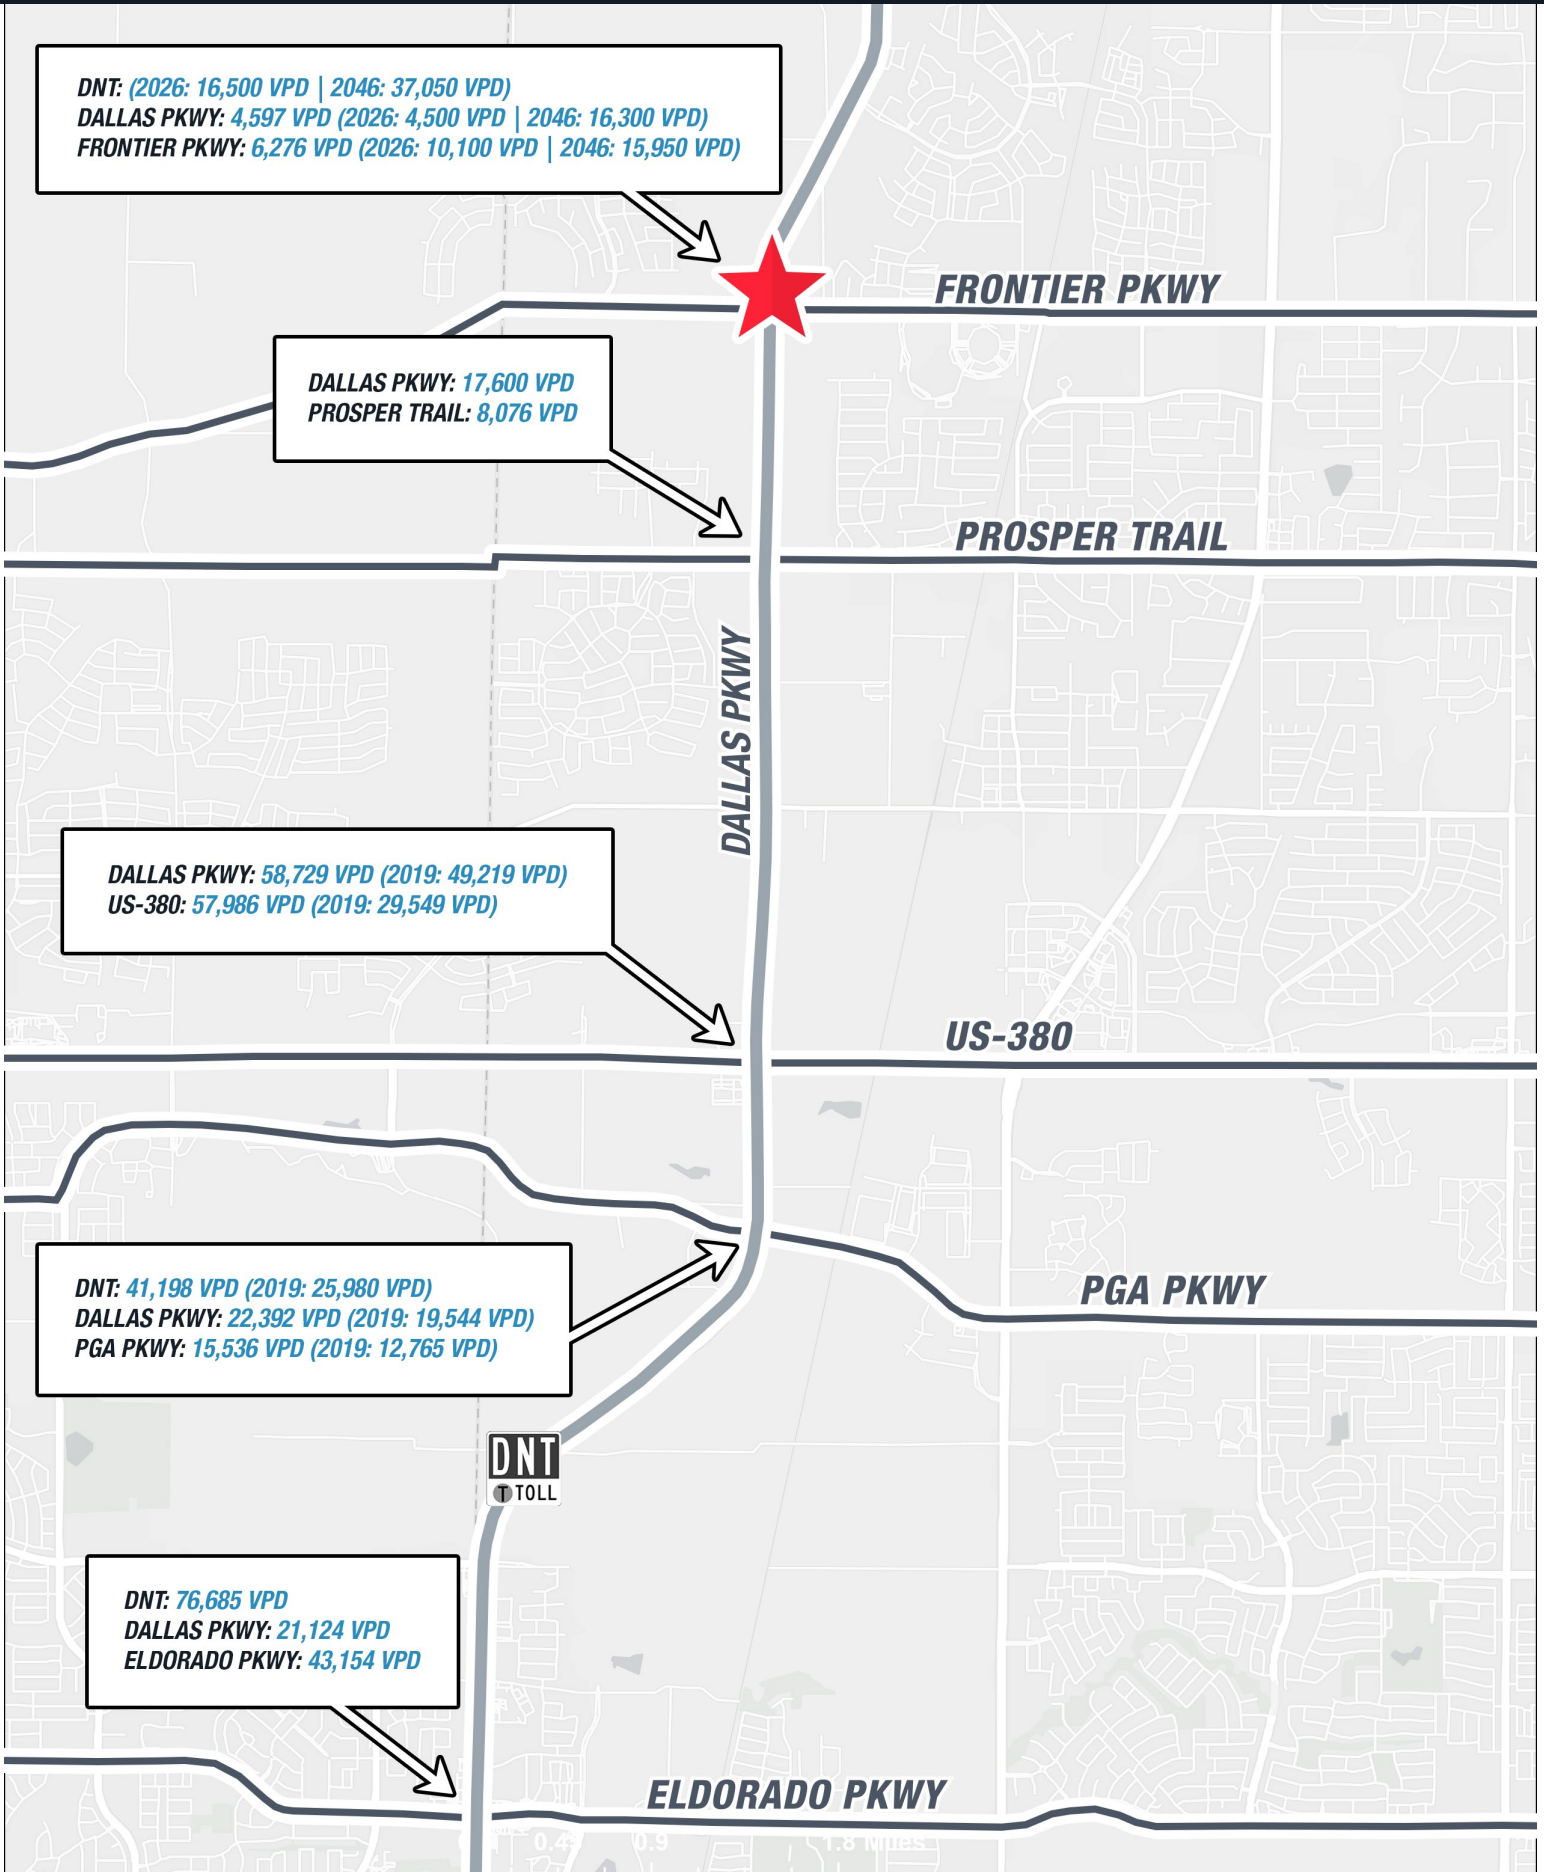 DNT: (2026: 16,500 VPD | 2046: 37,050 VPD)
DALLAS PKWY: 4,597 VPD (2026: 4,500 VPD | 2046: 16,300 VPD)
FRONTIER PKWY: 6,276 VPD (2026: 10,100 VPD | 2046: 15,950 VPD)
FRONTIER PKWY
DALLAS PKWY: 17,600 VPD
PROSPER TRAIL: 8,076 VPD
PROSPER TRAIL
DALLAS PKWY
DALLAS PKWY: 58,729 VPD (2019: 49,219 VPD)
US-380: 57,986 VPD (2019: 29,549 VPD)
US-380
DNT: 41,198 VPD (2019: 25,980 VPD)
DALLAS PKWY: 22,392 VPD (2019: 19,544 VPD)
PGA PKWY: 15,536 VPD (2019: 12,765 VPD)
PGA PKWY
DNT
T TOLL
DNT: 76,685 VPD
DALLAS PKWY: 21,124 VPD
ELDORADO PKWY: 43,154 VPD
ELDORADO PKWY
0.9 1.8 Miles